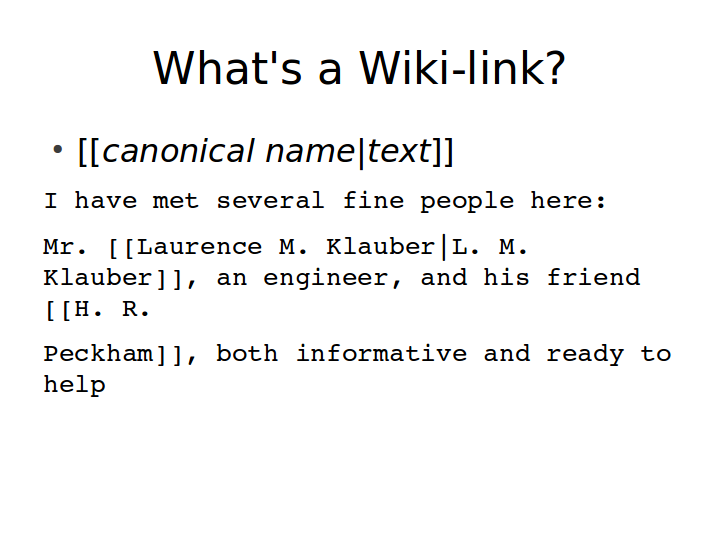 What's a Wiki-link?
• [[canonical name|text]]
I have met several fine people here:
Mr. [[Laurence M. Klauber|L. M.
Klauber]], an engineer, and his friend
[[H. R.
Peckham]], both informative and ready to
help